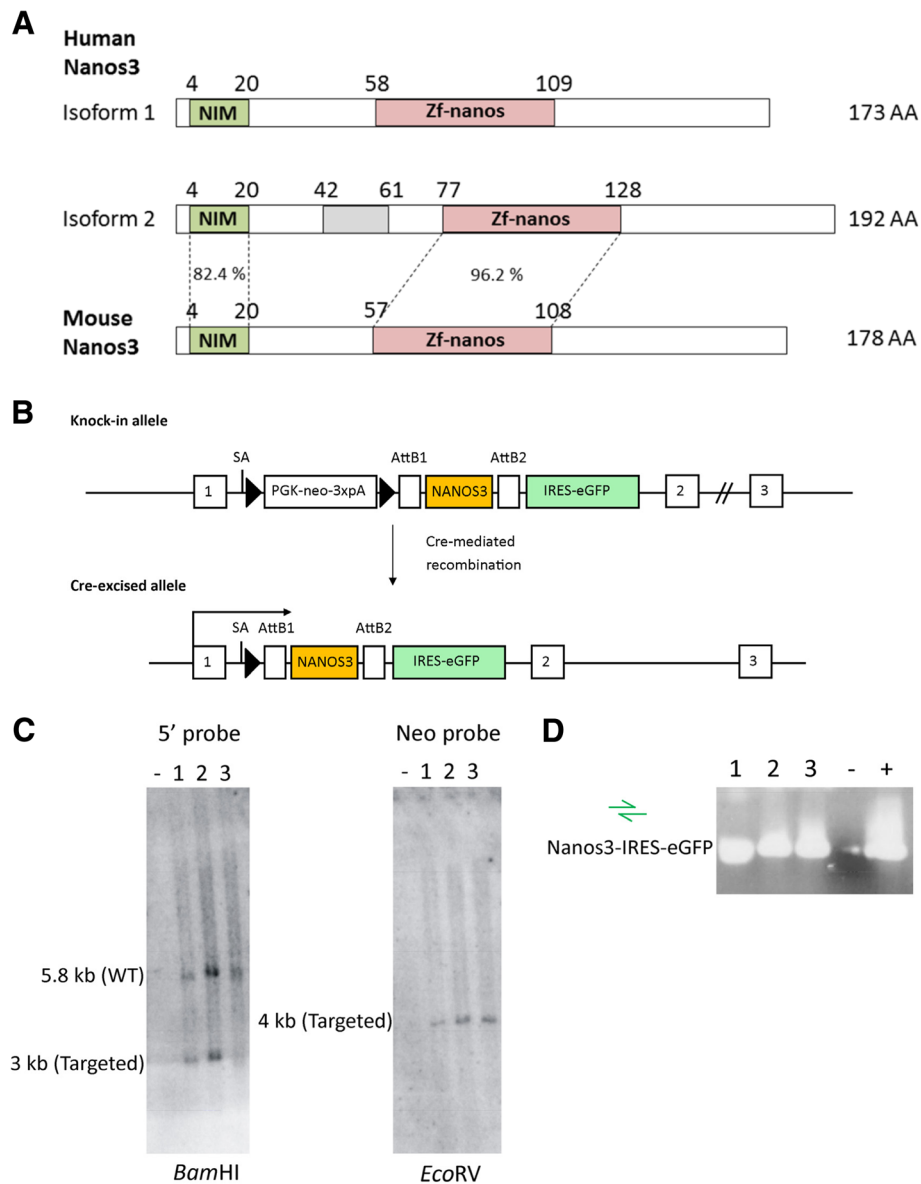 A
Human
Nanos3
4 20 58 109
Isoform 1 NIM Zf-nanos 173 AA
4 20 42 61 77 128
Isoform 2 NIM Zf-nanos 192 AA
82.4 % 96.2 %
Mouse
Nanos3
4 20 57 108
NIM Zf-nanos 178 AA
B
Knock-in allele
SA AttB1 AttB2
1 PGK-neo-3xpA NANOS3 IRES-eGFP 2 // 3
Cre-mediated
recombination
Cre-excised allele
SA AttB1 AttB2
1 NANOS3 IRES-eGFP 2 3
C
5′ probe
- 1 2 3
5.8 kb (WT)
3 kb (Targeted)
BamHI
Neo probe
- 1 2 3
4 kb (Targeted)
EcoRV
D
1 2 3 - +
Nanos3-IRES-eGFP